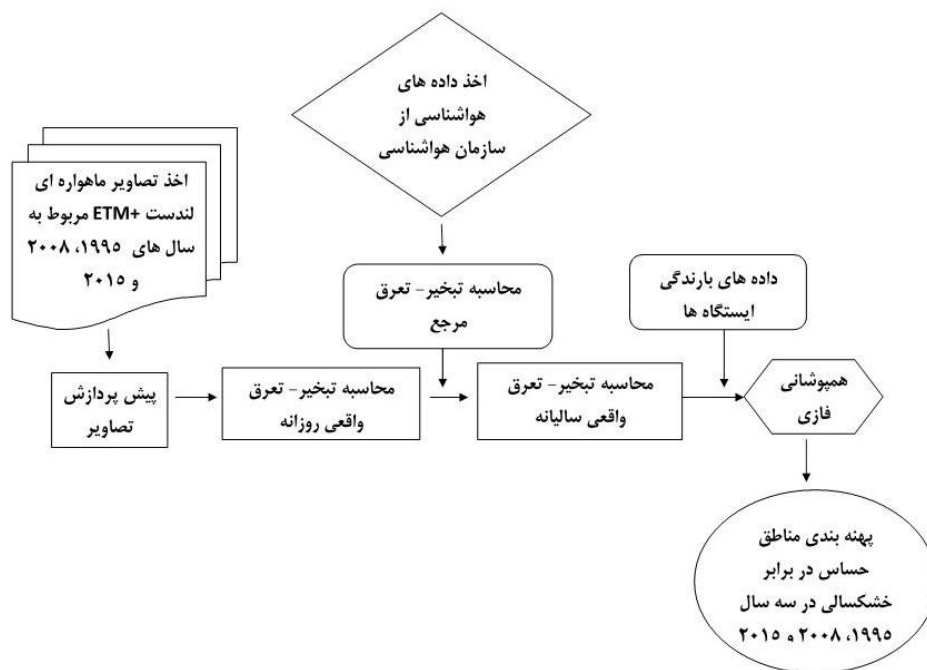 اخذ داده های
هواشناسی از
سازمان هواشناسی
اخذ تصاویر ماهواره ای
لندست ETM+ مربوط به
سال های ۱۹۹۵، ۲۰۰۸
و ۲۰۱۵
محاسبه تبخیر- تعرق
مرجع
داده های بارندگی
ایستگاه ها
پیش پردازش
تصاویر
محاسبه تبخیر- تعرق
واقعی روزانه
محاسبه تبخیر- تعرق
واقعی سالیانه
همپوشانی
فازی
پهنه بندی مناطق
حساس در برابر
خشکسالی در سه سال
۱۹۹۵، ۲۰۰۸ و ۲۰۱۵